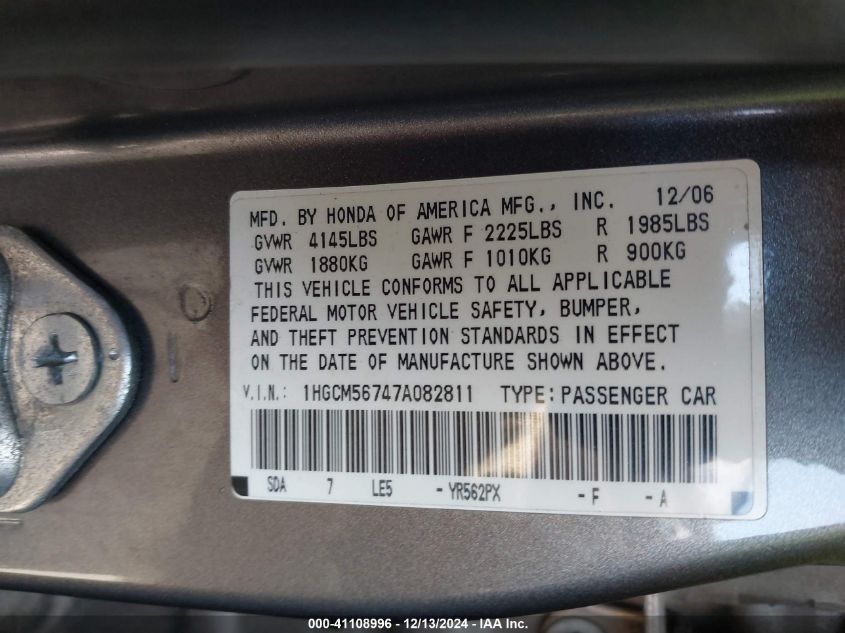 MFD. BY HONDA OF AMERICA MFG., INC. 12/06
GVWR 4145LBS GAWR F 2225LBS R 1985LBS
GVWR 1880KG GAWR F 1010KG R 900KG
THIS VEHICLE CONFORMS TO ALL APPLICABLE
FEDERAL MOTOR VEHICLE SAFETY, BUMPER,
AND THEFT PREVENTION STANDARDS IN EFFECT
ON THE DATE OF MANUFACTURE SHOWN ABOVE.
V.I.N.: 1HGCM56747A082811 TYPE: PASSENGER CAR
SDA 7 LE5 - YR562PX - F - A
000-41108996 - 12/13/2024 - IAA Inc.